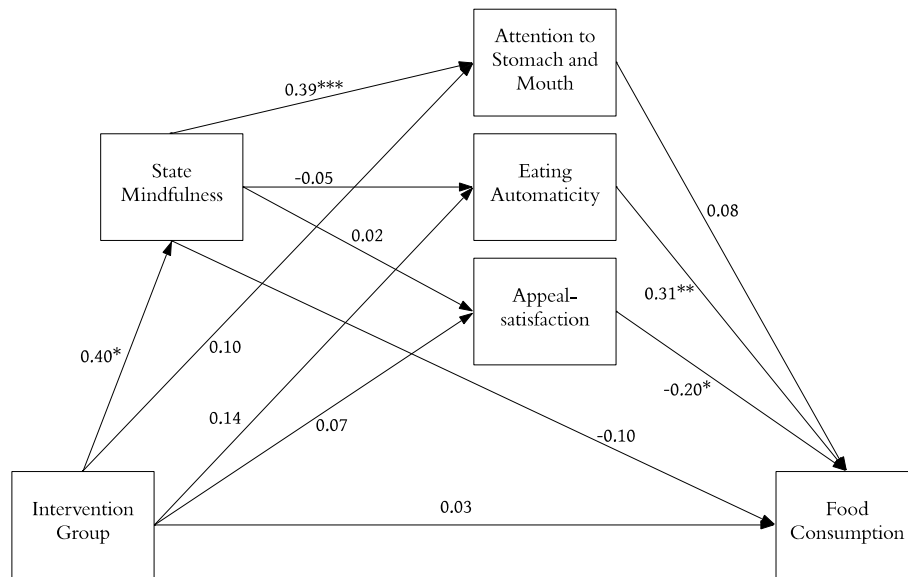 Attention to
Stomach and
Mouth
0.39***
State
Mindfulness
-0.05
Eating
Automaticity
0.08
0.02
0.31**
Appeal-
satisfaction
0.40*
0.10
-0.20*
0.14
0.07
-0.10
Intervention
Group
0.03
Food
Consumption